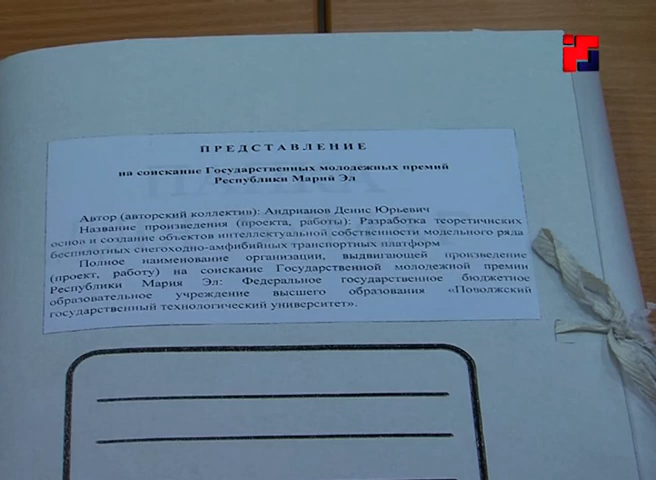 ПРЕДСТАВЛЕНИЕ
на соискание Государственных молодежных премий
Республики Марий Эл
Автор (авторский коллектив): Андрианов Денис Юрьевич
Название произведения (проекта, работы): Разработка теоретических
основ и создание объектов интеллектуальной собственности модельного ряда
беспилотных снегоходно-амфибийных транспортных платформ
Полное наименование организации, выдвигающей произведение
(проект, работу) на соискание Государственной молодежной премии
Республики Мария Эл: Федеральное государственное бюджетное
образовательное учреждение высшего образования «Поволжский
государственный технологический университет».